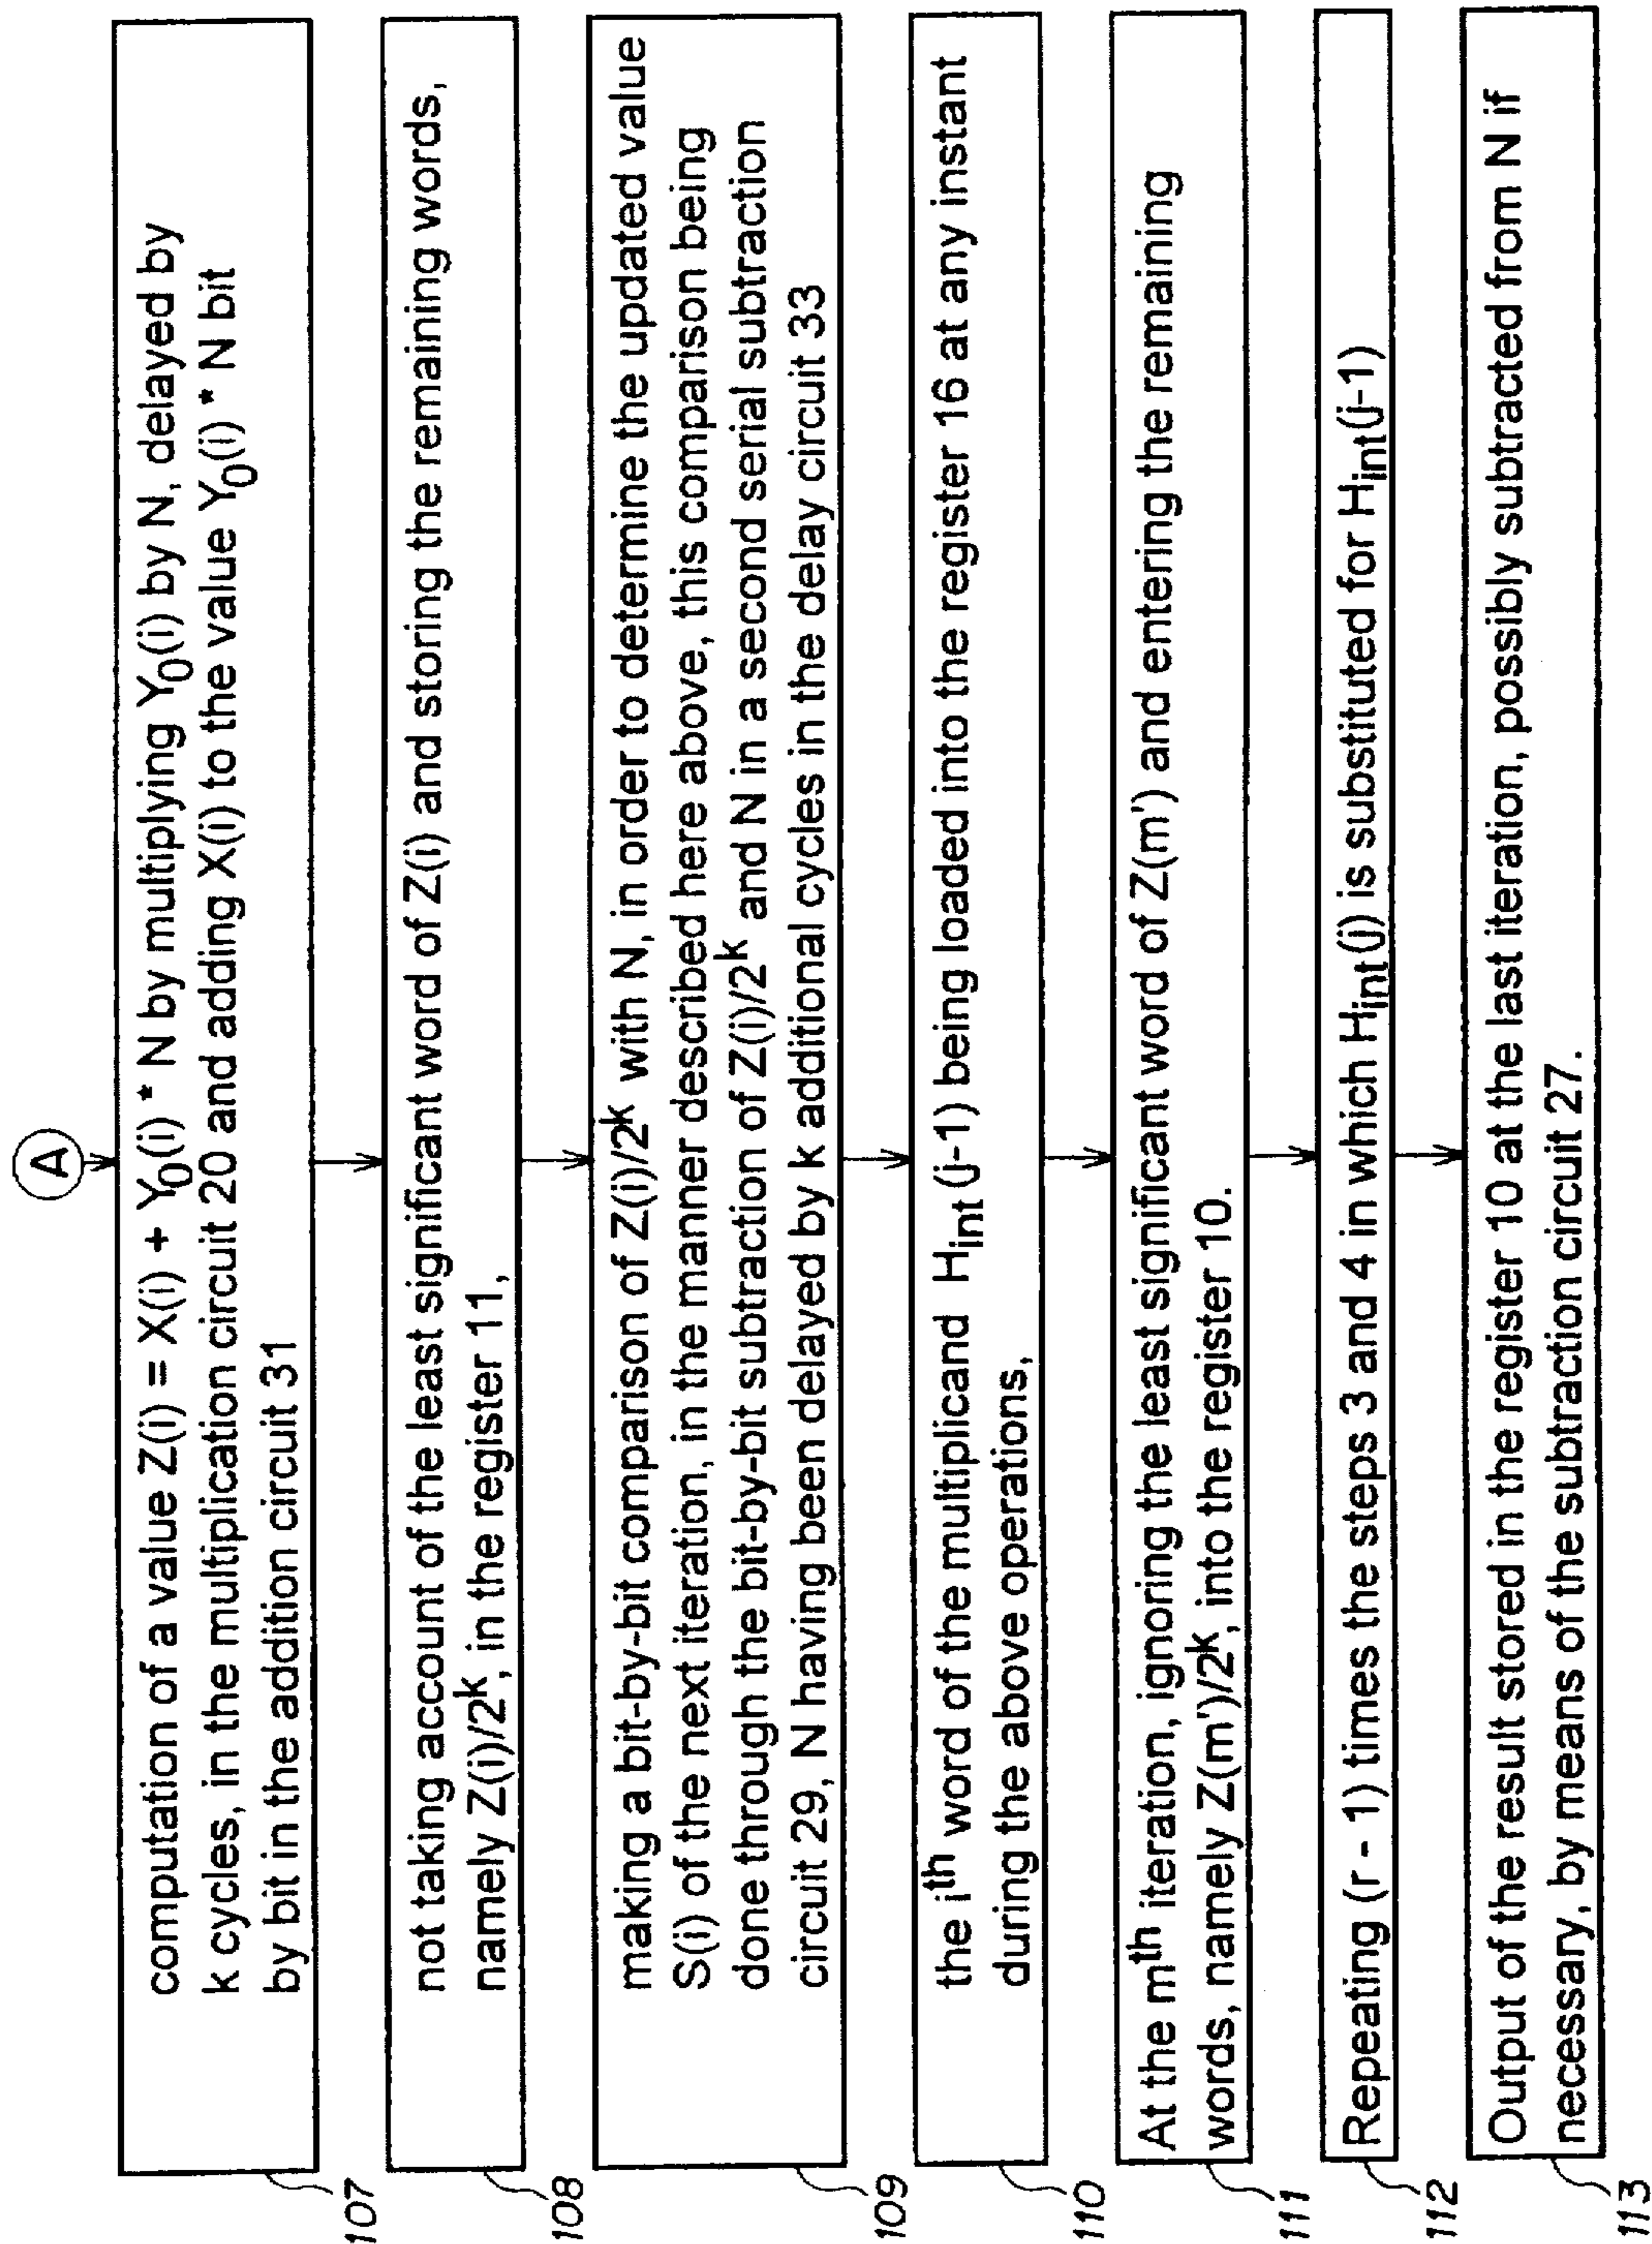 A
computation of a value Z(i) = X(i) + Y₀(i) * N by multiplying Y₀(i) by N, delayed by
k cycles, in the multiplication circuit 20 and adding X(i) to the value Y₀(i) * N bit
by bit in the addition circuit 31
107
not taking account of the least significant word of Z(i) and storing the remaining words,
namely Z(i)/2ᵏ, in the register 11,
108
making a bit-by-bit comparison of Z(i)/2ᵏ with N, in order to determine the updated value
S(i) of the next iteration, in the manner described here above, this comparison being
done through the bit-by-bit subtraction of Z(i)/2ᵏ and N in a second serial subtraction
circuit 29, N having been delayed by k additional cycles in the delay circuit 33
109
the iᵗʰ word of the multiplicand H_int(j-1) being loaded into the register 16 at any instant
during the above operations,
110
At the mᵗʰ iteration, ignoring the least significant word of Z(m') and entering the remaining
words, namely Z(m')/2ᵏ, into the register 10.
111
Repeating (r - 1) times the steps 3 and 4 in which H_int(j) is substituted for H_int(j-1)
112
Output of the result stored in the register 10 at the last iteration, possibly subtracted from N if
necessary, by means of the subtraction circuit 27.
113